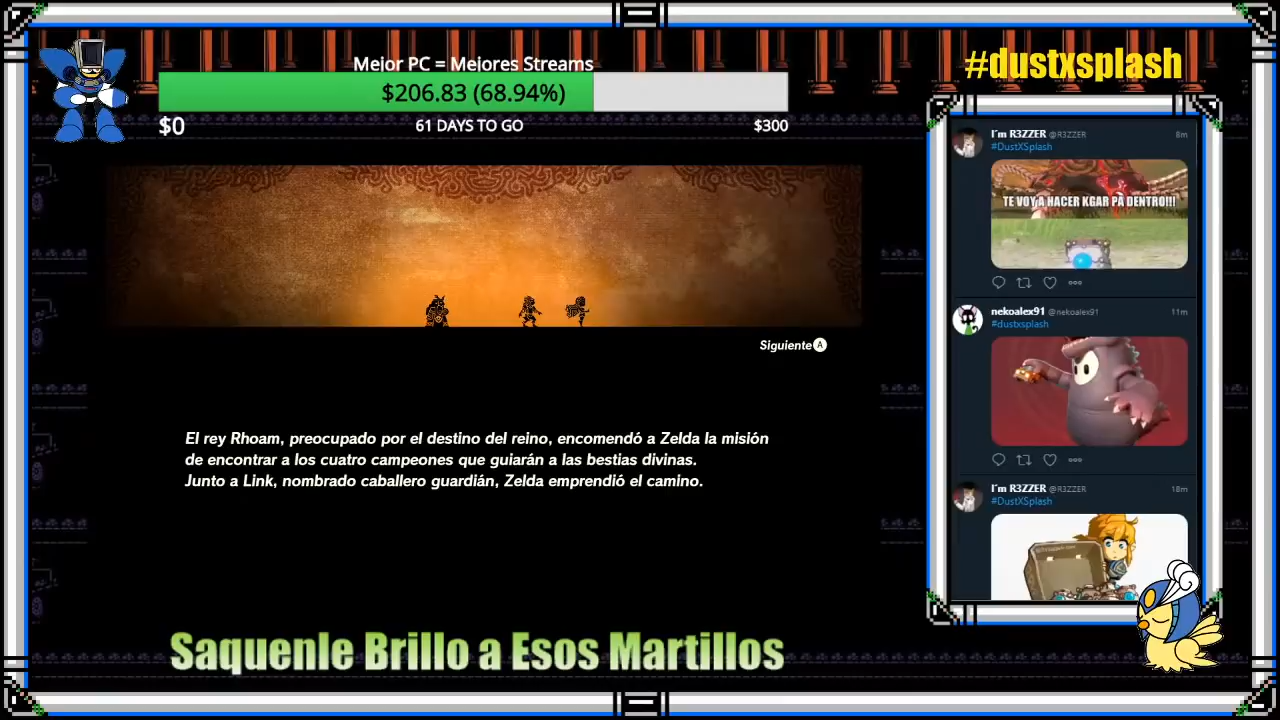 Mejor PC = Mejores Streams
$206.83 (68.94%)
$0
61 DAYS TO GO
$300
#dustxsplash
I´m R3ZZER @R3ZZER 8m
#DustXSplash
TE VOY A HACER KGAR PA DENTRO!!!
nekoalex91 @nekoalex91 11m
#dustxsplash
I´m R3ZZER @R3ZZER 18m
#DustXSplash
Siguiente A
El rey Rhoam, preocupado por el destino del reino, encomendó a Zelda la misión
de encontrar a los cuatro campeones que guiarán a las bestias divinas.
Junto a Link, nombrado caballero guardián, Zelda emprendió el camino.
Saquenle Brillo a Esos Martillos